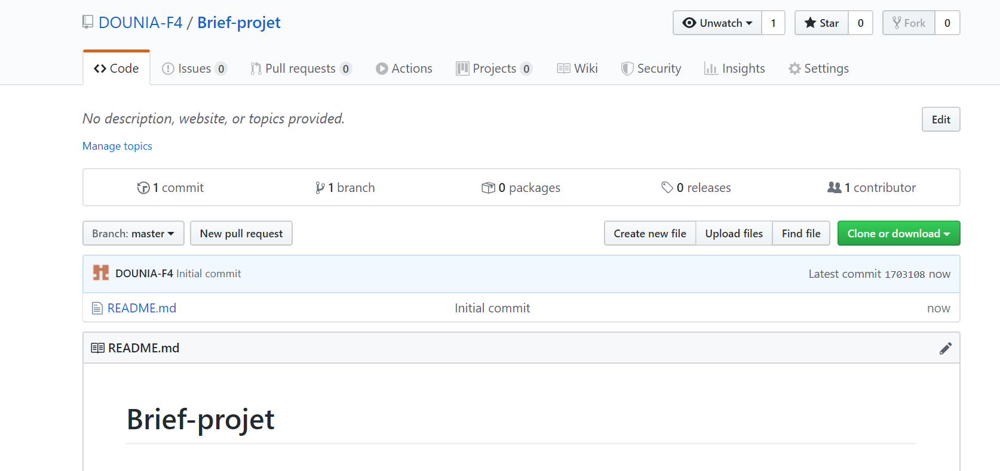 DOUNIA-F4 / Brief-projet Unwatch 1 Star 0 Fork 0
Code Issues 0 Pull requests 0 Actions Projects 0 Wiki Security Insights Settings
No description, website, or topics provided. Edit
Manage topics
1 commit 1 branch 0 packages 0 releases 1 contributor
Branch: master New pull request Create new file Upload files Find file Clone or download
DOUNIA-F4 Initial commit Latest commit 1703108 now
README.md Initial commit now
README.md
Brief-projet